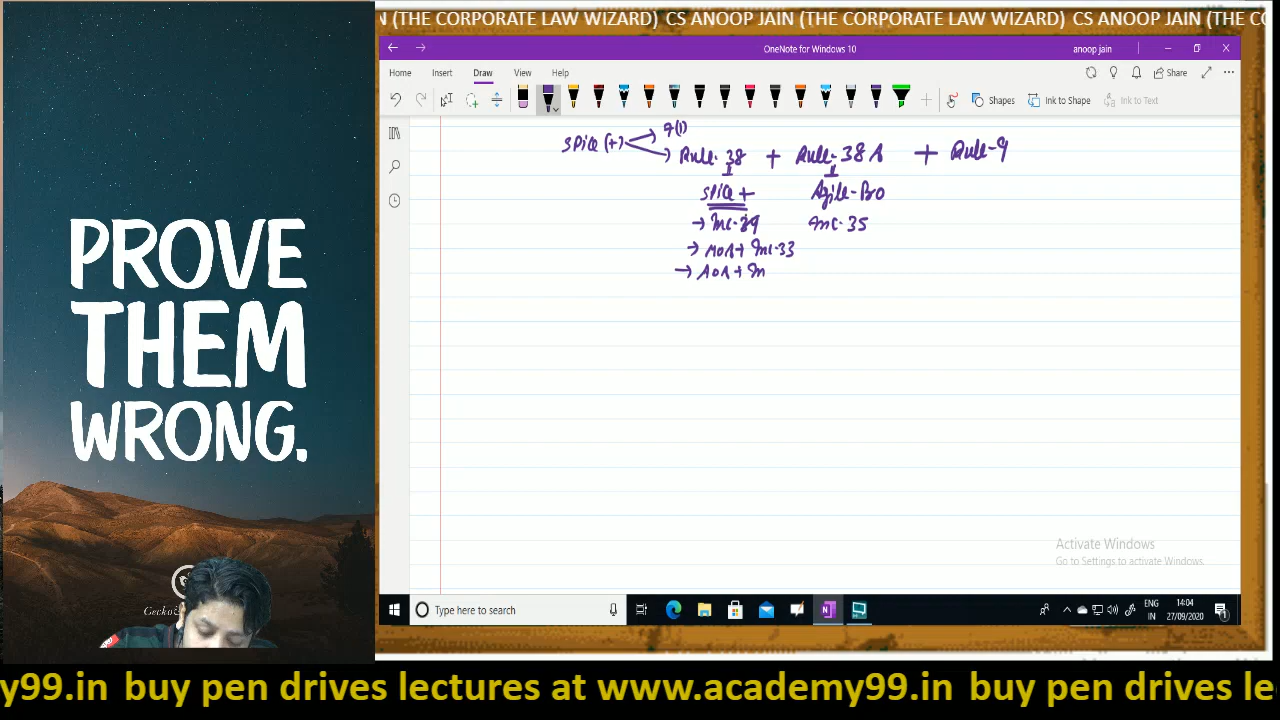 N (THE CORPORATE LAW WIZARD) CS ANOOP JAIN (THE CORPORATE LAW WIZARD) CS ANOOP JAIN (THE CO
OneNote for Windows 10
anoop jain
Home Insert Draw View Help
Share
Shapes
Ink to Shape
Ink to Text
SPice (+) 7(1)
Rule-38 + Rule-38A + Rule-9
SPice + Agile-Pro
→ Inc-34 Inc-35
→ MOA + Inc-33
→ AOA + In
PROVE
THEM
WRONG.
Activate Windows
Go to Settings to activate Windows.
Type here to search
ENG
IN
14:04
27/09/2020
y99.in buy pen drives lectures at www.academy99.in buy pen drives le